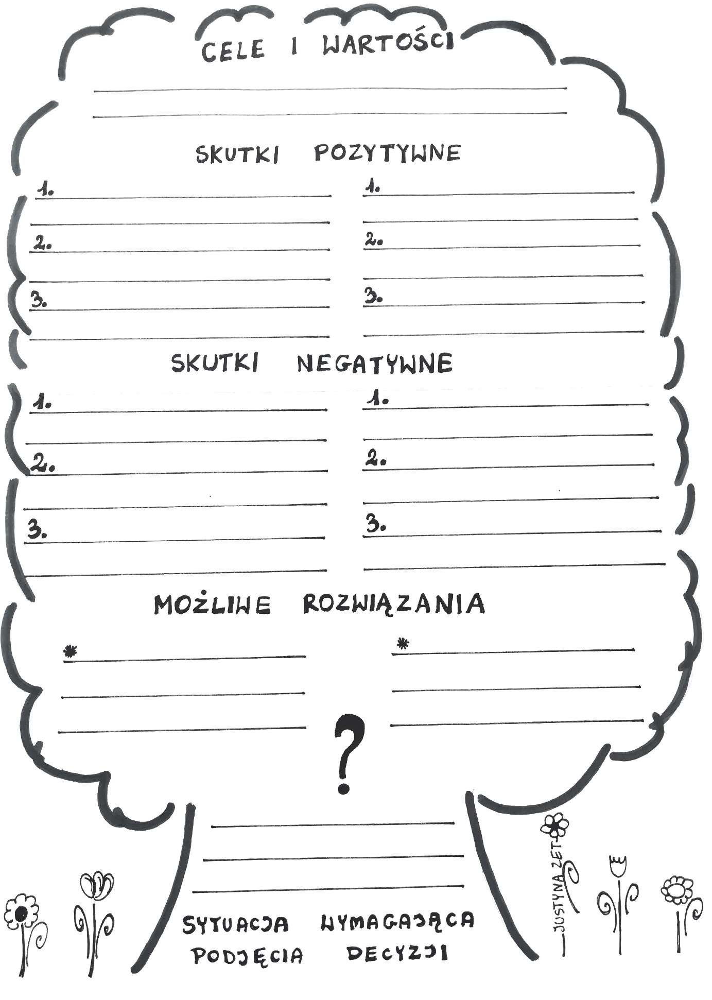 CELE I WARTOŚCI
SKUTKI POZYTYWNE
1. 1.
2. 2.
3. 3.
SKUTKI NEGATYWNE
1. 1.
2. 2.
3. 3.
MOŻLIWE ROZWIĄZANIA
* *
?
SYTUACJA WYMAGAJĄCA
PODJĘCIA DECYZJI
JUSTYNA ZET